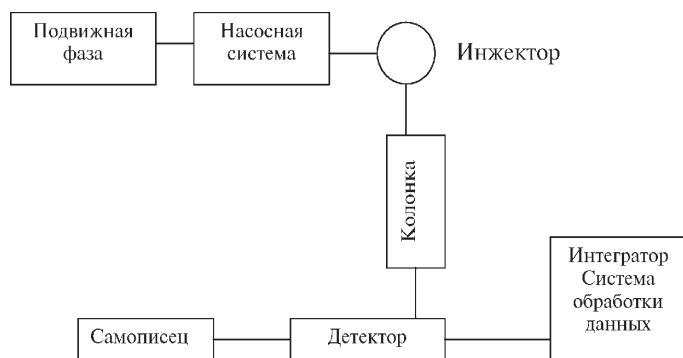 Подвижная
фаза
Насосная
система
Инжектор
Колонка
Интегратор
Система
обработки
данных
Самописец
Детектор